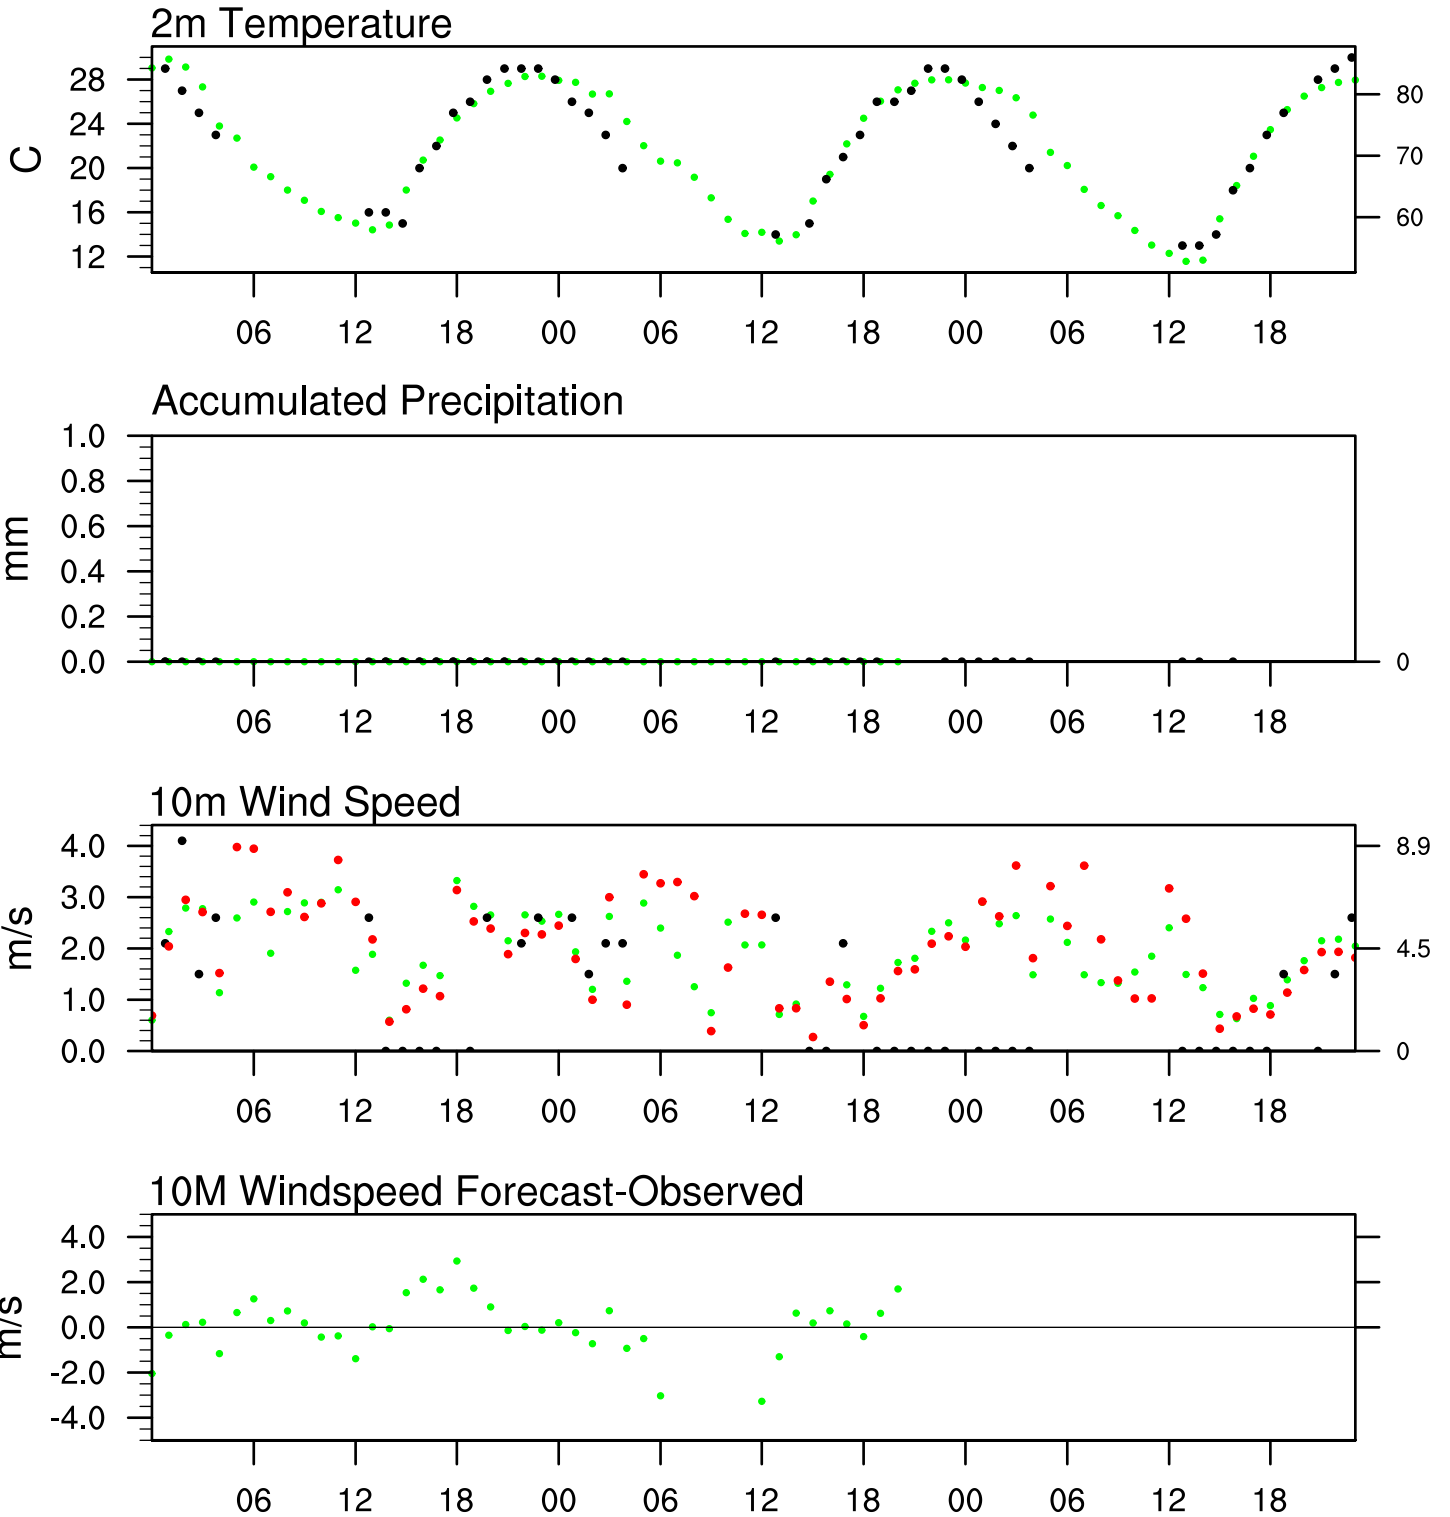 2m Temperature
28
24
20
16
12
C
80
70
60
06 12 18 00 06 12 18 00 06 12 18
Accumulated Precipitation
1.0
0.8
0.6
0.4
0.2
0.0
mm
0
06 12 18 00 06 12 18 00 06 12 18
10m Wind Speed
4.0
3.0
2.0
1.0
0.0
m/s
8.9
4.5
0
06 12 18 00 06 12 18 00 06 12 18
10M Windspeed Forecast-Observed
4.0
2.0
0.0
-2.0
-4.0
m/s
06 12 18 00 06 12 18 00 06 12 18